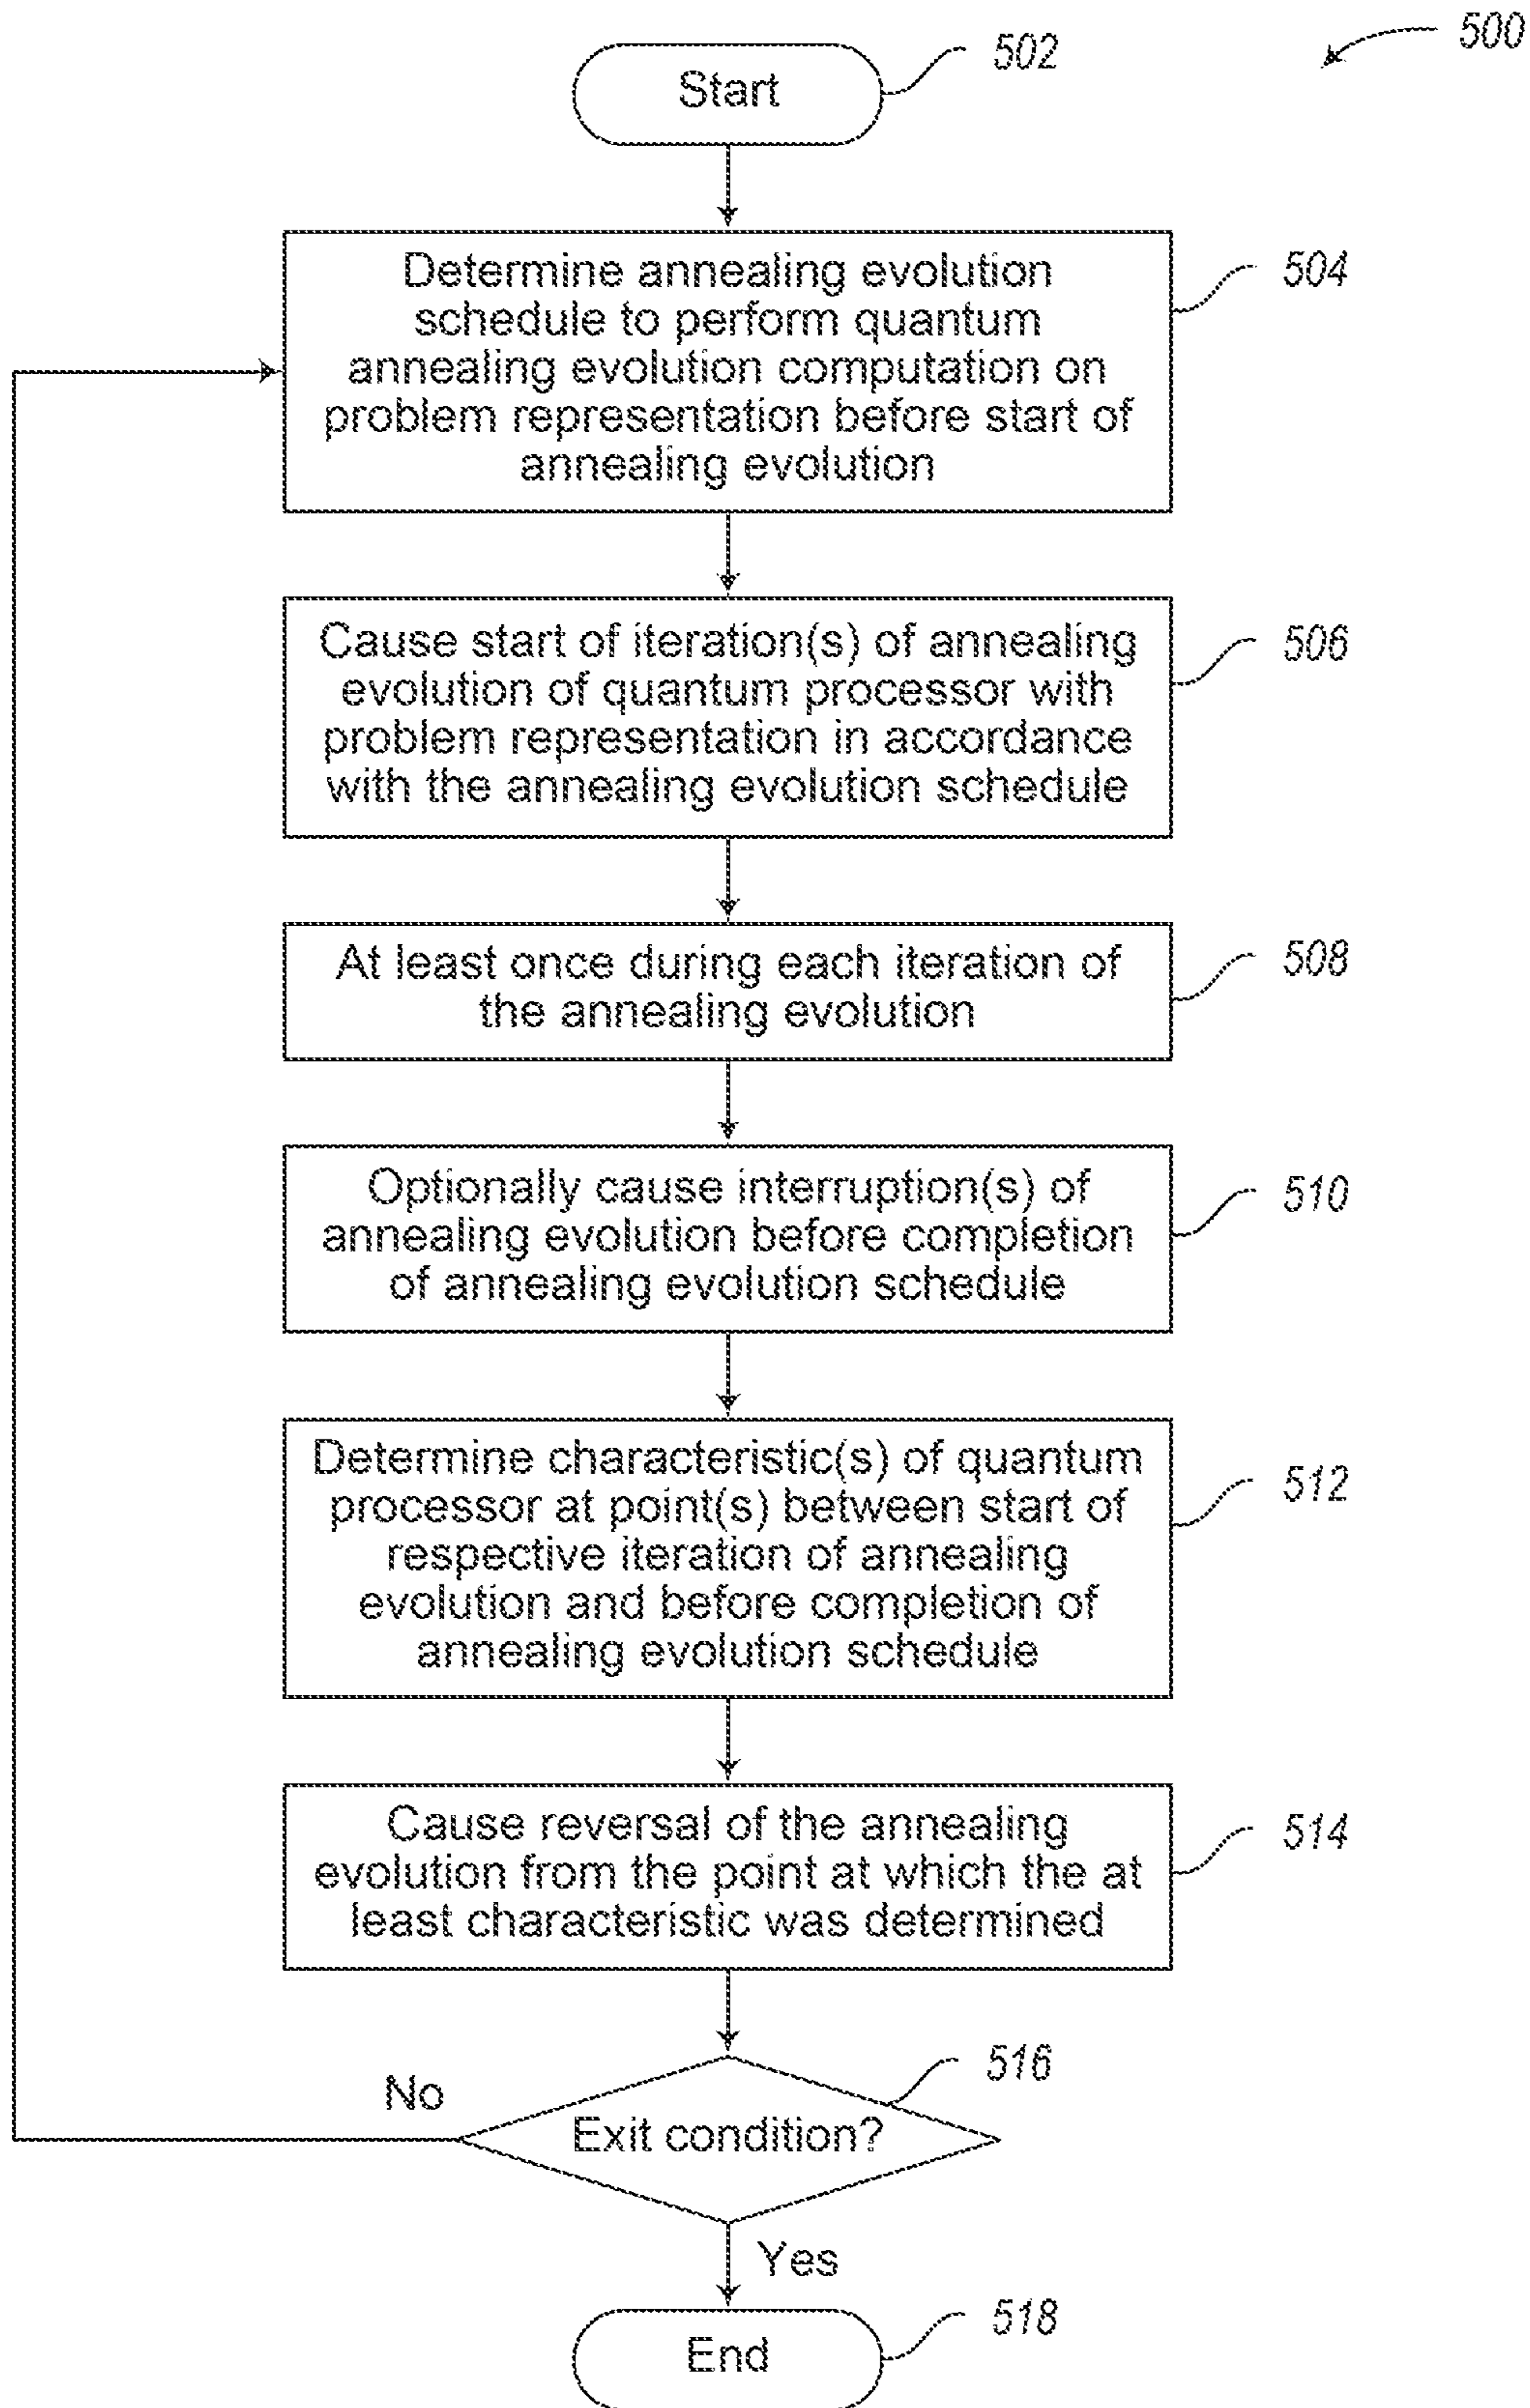 500
Start
502
Determine annealing evolution
schedule to perform quantum
annealing evolution computation on
problem representation before start of
annealing evolution
504
Cause start of iteration(s) of annealing
evolution of quantum processor with
problem representation in accordance
with the annealing evolution schedule
506
At least once during each iteration of
the annealing evolution
508
Optionally cause interruption(s) of
annealing evolution before completion
of annealing evolution schedule
510
Determine characteristic(s) of quantum
processor at point(s) between start of
respective iteration of annealing
evolution and before completion of
annealing evolution schedule
512
Cause reversal of the annealing
evolution from the point at which the at
least characteristic was determined
514
516
No
Exit condition?
Yes
End
518